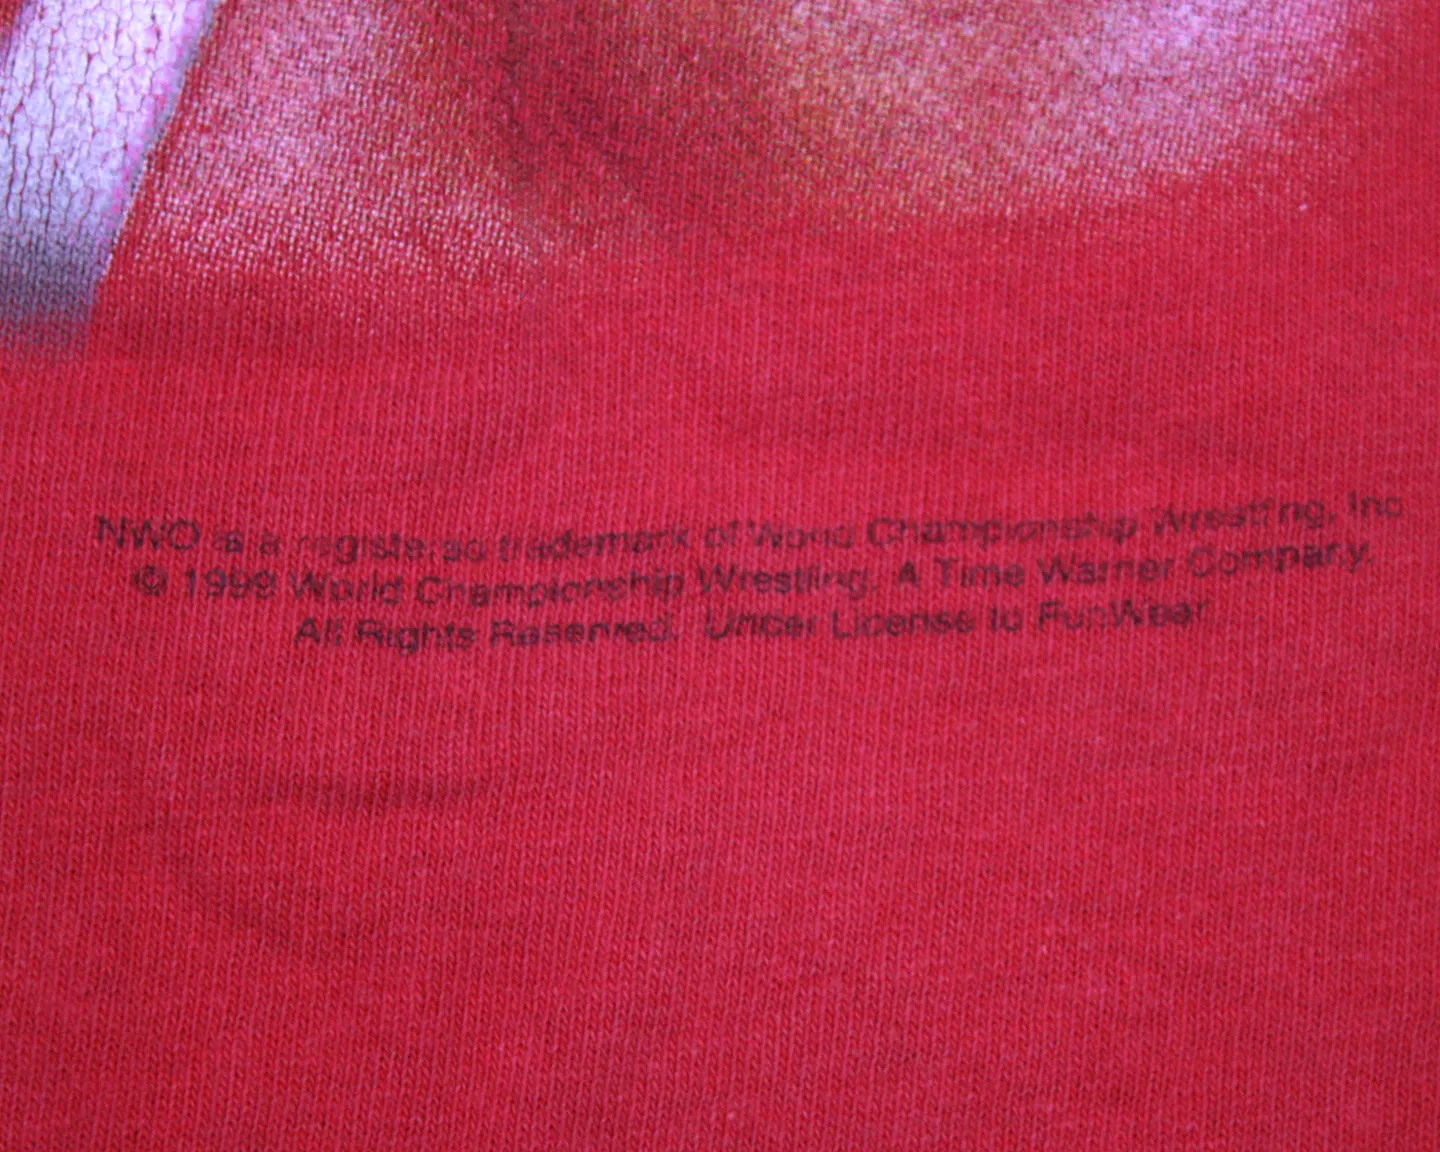 NWO is a registered trademark of World Championship Wrestling, Inc
© 1999 World Championship Wrestling. A Time Warner Company.
All Rights Reserved. Under License to FunWear